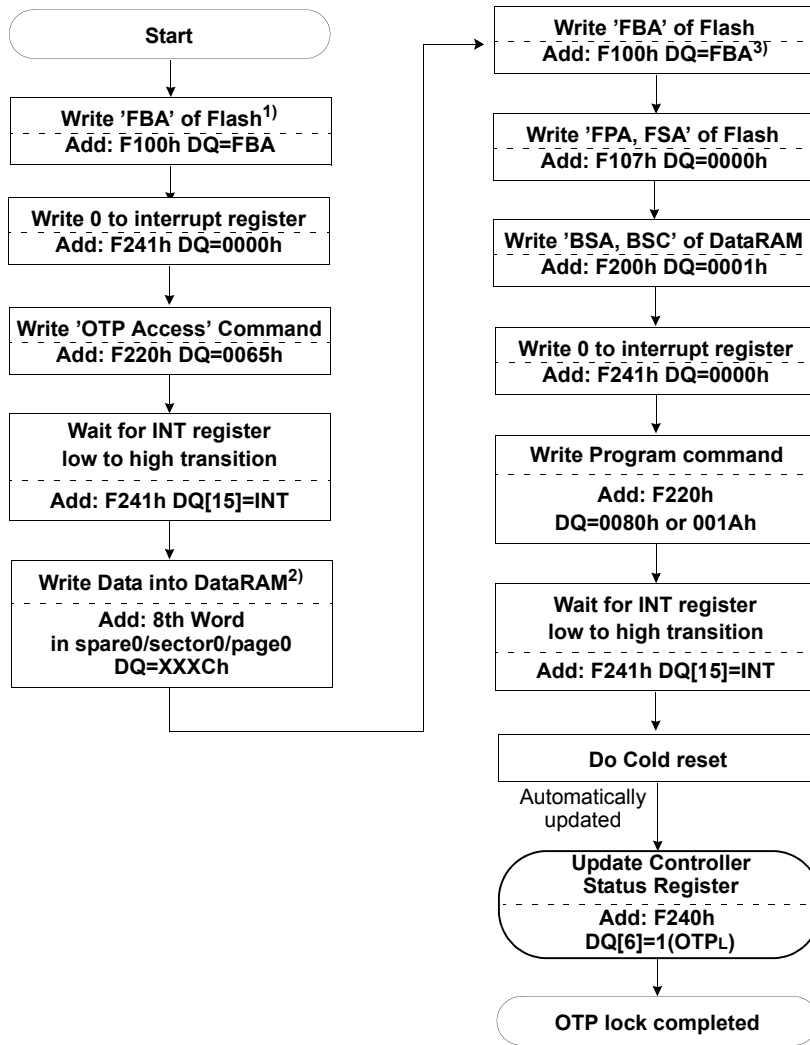 Start
Write ’FBA’ of Flash1)
Add: F100h DQ=FBA
Write 0 to interrupt register
Add: F241h DQ=0000h
Write ’OTP Access’ Command
Add: F220h DQ=0065h
Wait for INT register
low to high transition
Add: F241h DQ[15]=INT
Write Data into DataRAM2)
Add: 8th Word
in spare0/sector0/page0
DQ=XXXCh
Write ’FBA’ of Flash
Add: F100h DQ=FBA3)
Write ’FPA, FSA’ of Flash
Add: F107h DQ=0000h
Write ’BSA, BSC’ of DataRAM
Add: F200h DQ=0001h
Write 0 to interrupt register
Add: F241h DQ=0000h
Write Program command
Add: F220h
DQ=0080h or 001Ah
Wait for INT register
low to high transition
Add: F241h DQ[15]=INT
Do Cold reset
Automatically
updated
Update Controller
Status Register
Add: F240h
DQ[6]=1(OTPL)
OTP lock completed